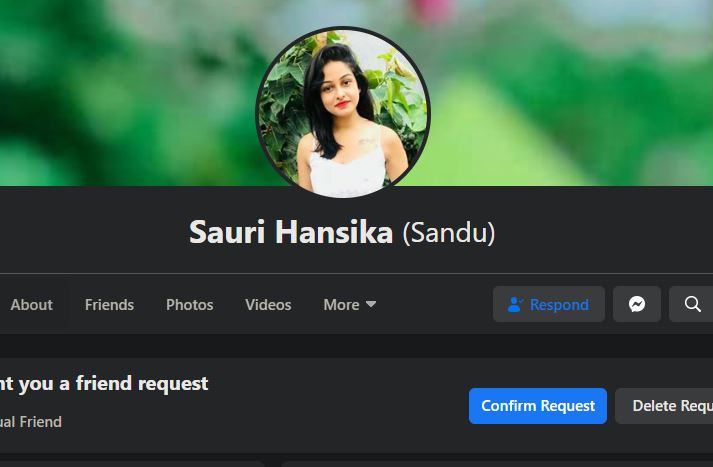 Sauri Hansika (Sandu)
About Friends Photos Videos More Respond
nt you a friend request
ual Friend
Confirm Request Delete Requ